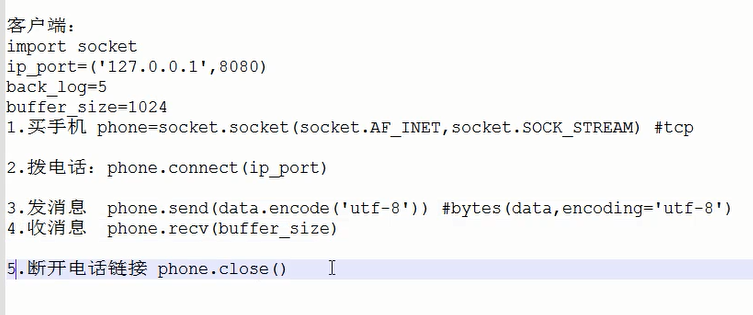 客户端:
import socket
ip_port=('127.0.0.1',8080)
back_log=5
buffer_size=1024
1.买手机 phone=socket.socket(socket.AF_INET,socket.SOCK_STREAM) #tcp
2.拨电话：phone.connect(ip_port)
3.发消息 phone.send(data.encode('utf-8')) #bytes(data,encoding='utf-8')
4.收消息 phone.recv(buffer_size)
5.断开电话链接 phone.close()